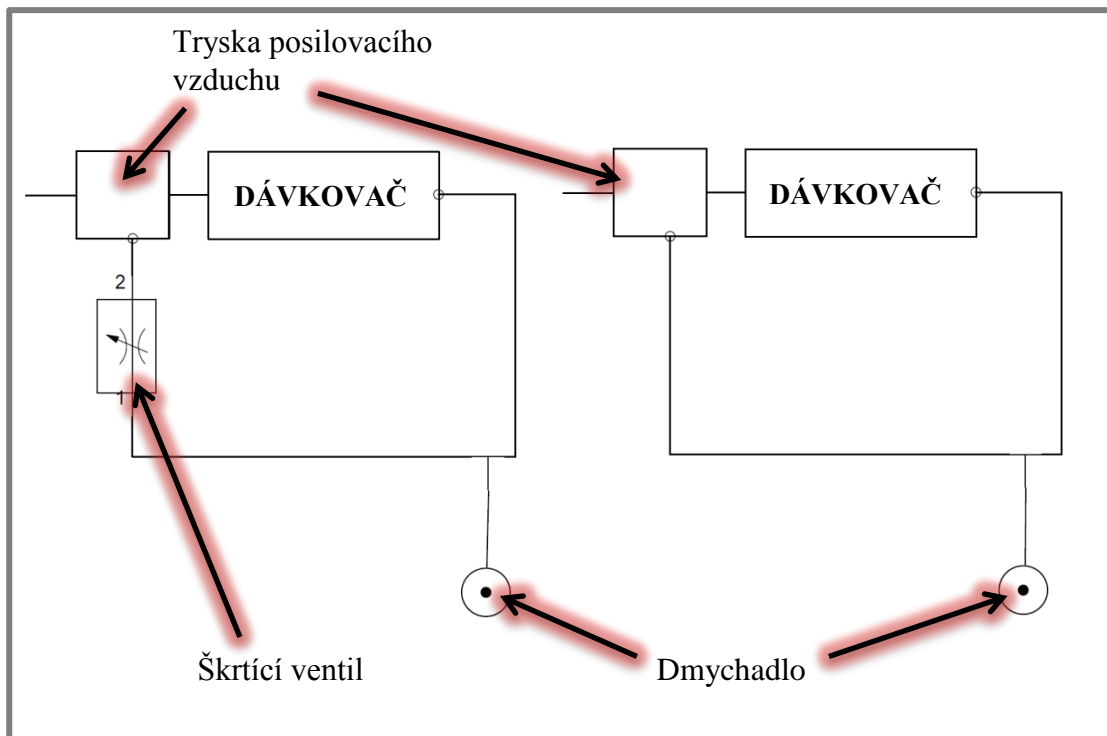 Tryska posilovacího
vzduchu
DÁVKOVAČ
DÁVKOVAČ
2
1
Škrtící ventil
Dmychadlo